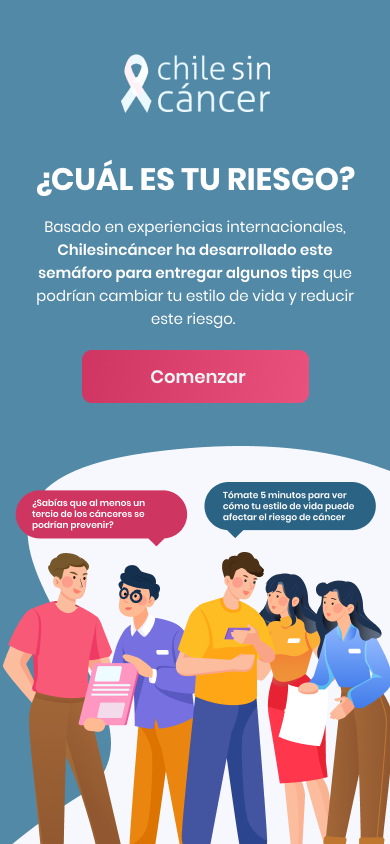 chile sin
cáncer
¿CUÁL ES TU RIESGO?
Basado en experiencias internacionales,
Chilesincáncer ha desarrollado este
semáforo para entregar algunos tips que
podrían cambiar tu estilo de vida y reducir
este riesgo.
Comenzar
¿Sabías que al menos un
tercio de los cánceres se
podrían prevenir?
Tómate 5 minutos para ver
cómo tu estilo de vida puede
afectar el riesgo de cáncer